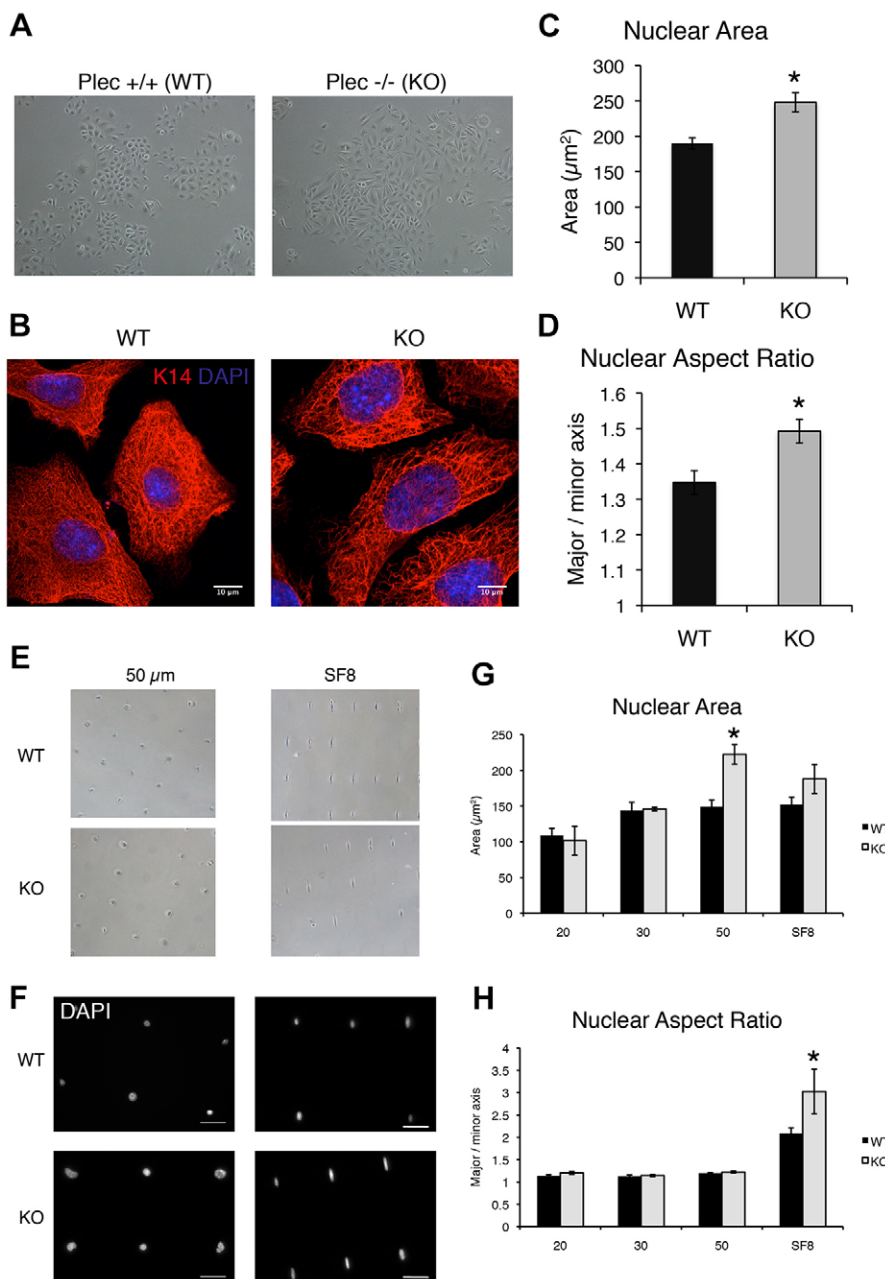 A
Plec +/+ (WT)
Plec -/- (KO)
B
WT
KO
K14 DAPI
10 µm
10 µm
C
Nuclear Area
Area (µm²)
300
250
200
150
100
50
0
*
WT
KO
D
Nuclear Aspect Ratio
Major / minor axis
1.6
1.5
1.4
1.3
1.2
1.1
1
*
WT
KO
E
50 µm
SF8
WT
KO
F
DAPI
WT
KO
G
Nuclear Area
Area (µm²)
250
200
150
100
50
0
*
20
30
50
SF8
WT
KO
H
Nuclear Aspect Ratio
Major / minor axis
4
3.5
3
2.5
2
1.5
1
0.5
0
*
20
30
50
SF8
WT
KO